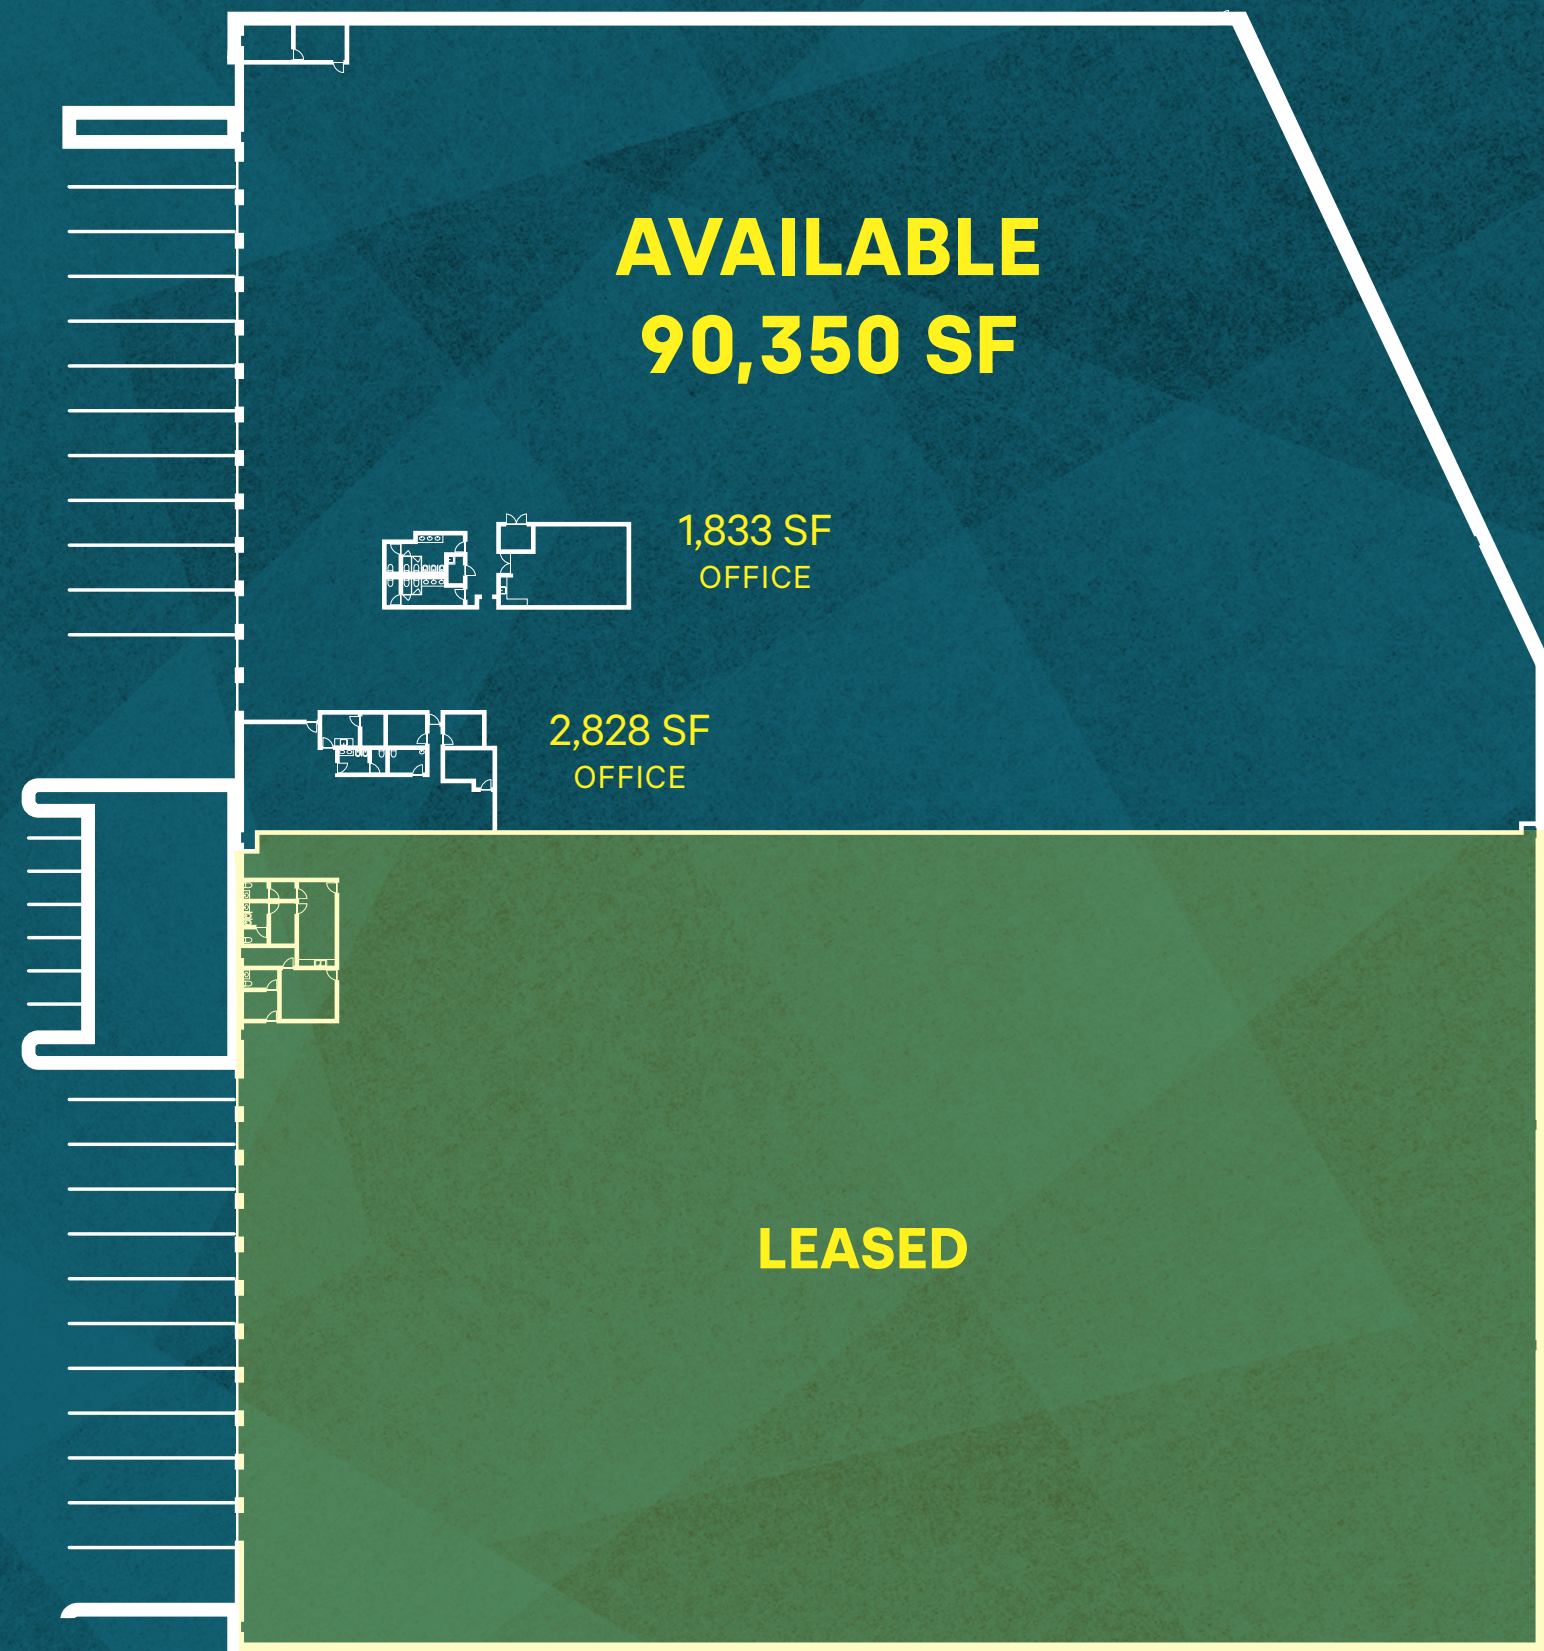 AVAILABLE
90,350 SF
1,833 SF
OFFICE
2,828 SF
OFFICE
LEASED